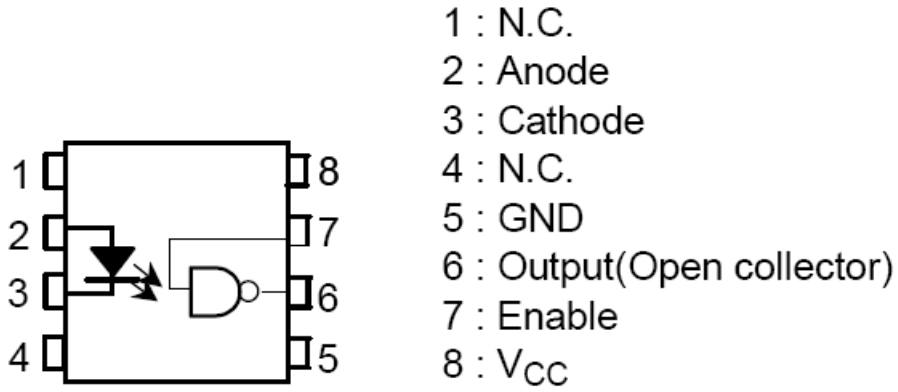 1 : N.C.
2 : Anode
3 : Cathode
4 : N.C.
5 : GND
6 : Output(Open collector)
7 : Enable
8 : VCC
1
2
3
4
8
7
6
5